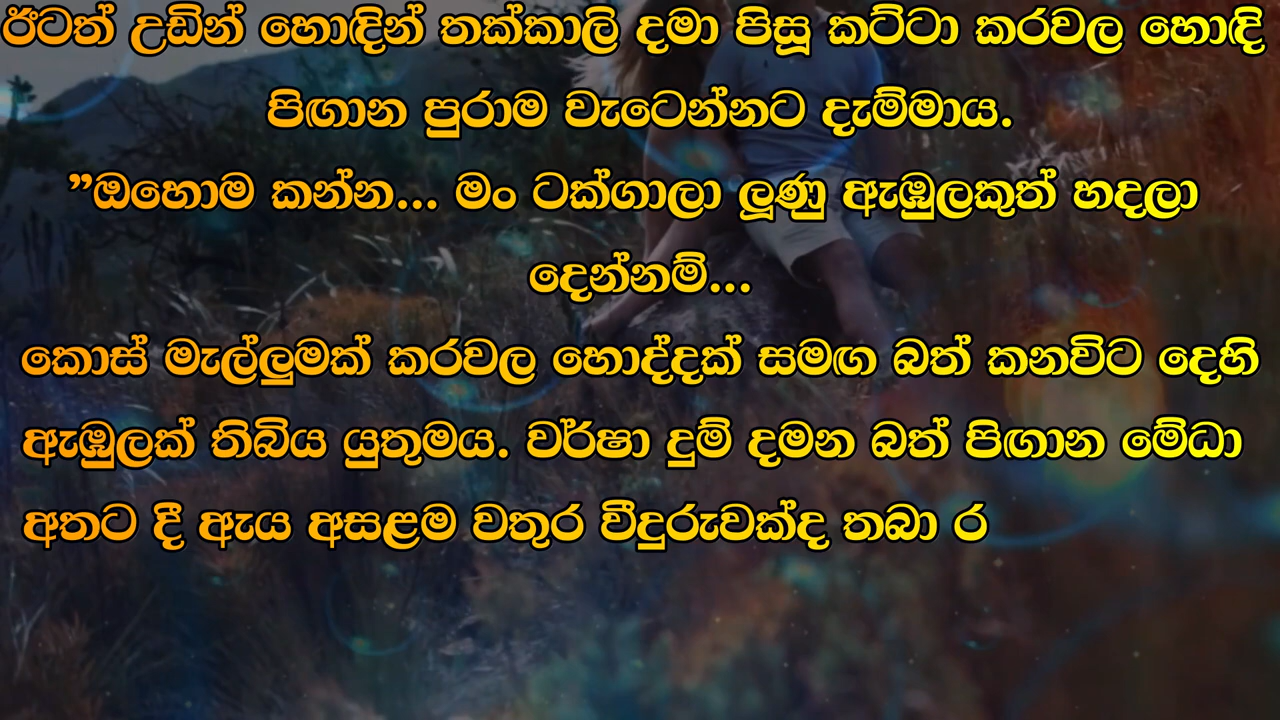 ඊටත් උඩින් හොඳින් තක්කාලි දමා පිසූ කට්ටා කරවල හොඳි
පිඟාන පුරාම වැටෙන්නට දැම්මාය.
”ඔහොම කන්න... මං ටක්ගාලා ලූණු ඇඹුලකුත් හදලා
දෙන්නම්...
කොස් මැල්ලුමක් කරවල හොද්දක් සමඟ බත් කනවිට දෙහි
ඇඹුලක් තිබිය යුතුමය. වර්ෂා දුම් දමන බත් පිඟාන මේධා
අතට දී ඇය අසළම වතුර වීදුරුවක්ද තබා ර